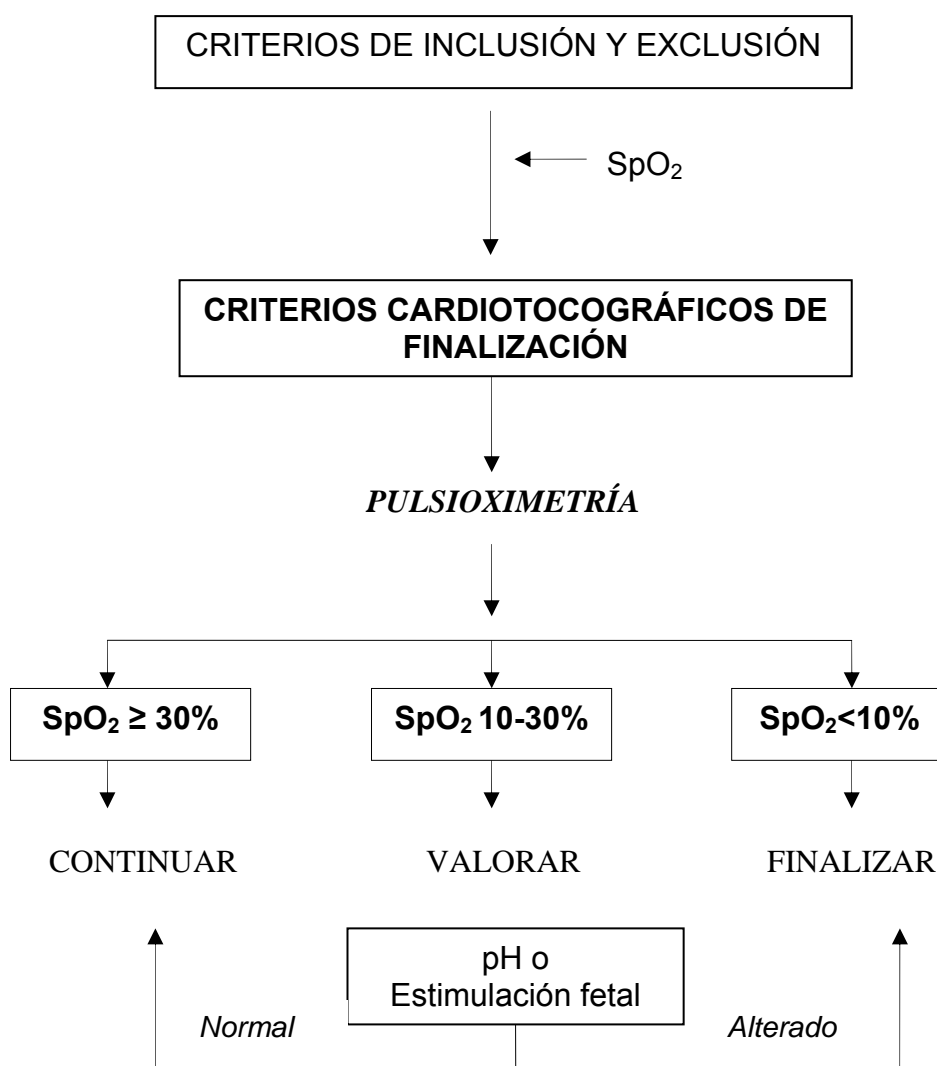 CRITERIOS DE INCLUSIÓN Y EXCLUSIÓN
SpO₂
CRITERIOS CARDIOTOCOGRÁFICOS DE
FINALIZACIÓN
PULSIOXIMETRÍA
SpO₂ ≥ 30%
SpO₂ 10-30%
SpO₂<10%
CONTINUAR
VALORAR
FINALIZAR
pH o
Estimulación fetal
Normal
Alterado